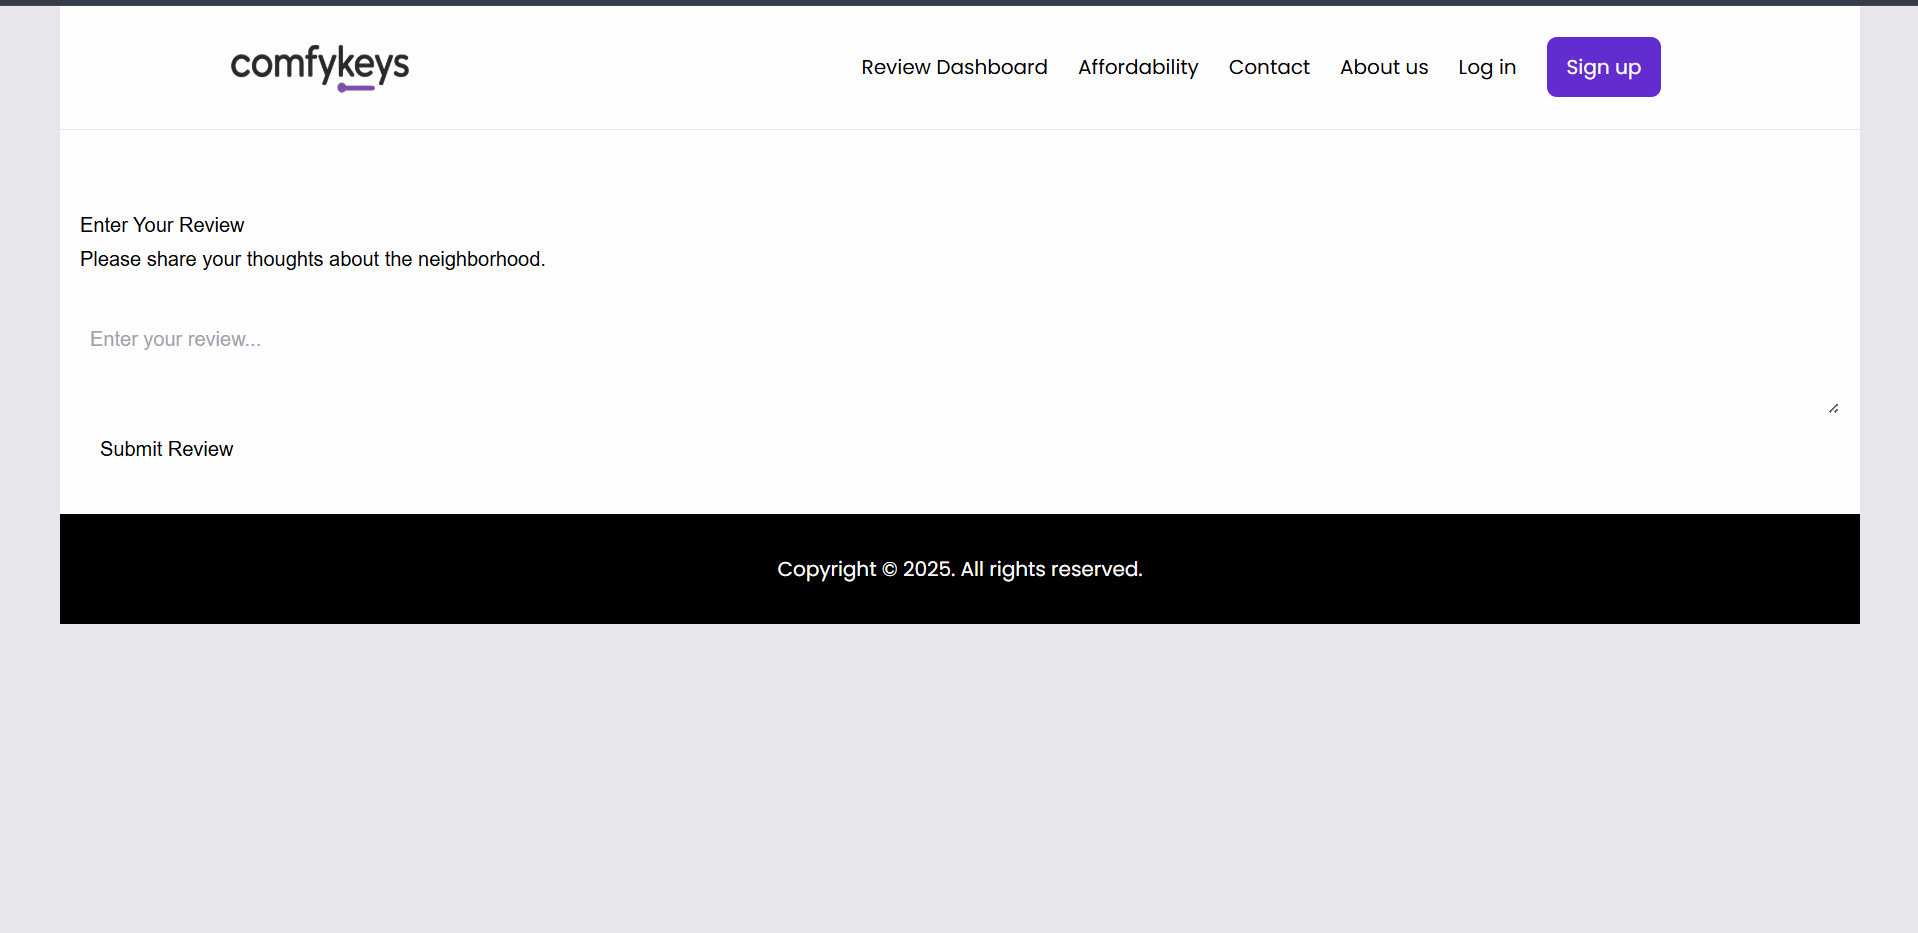 comfykeys
Review Dashboard Affordability Contact About us Log in Sign up
Enter Your Review
Please share your thoughts about the neighborhood.
Enter your review...
Submit Review
Copyright © 2025. All rights reserved.